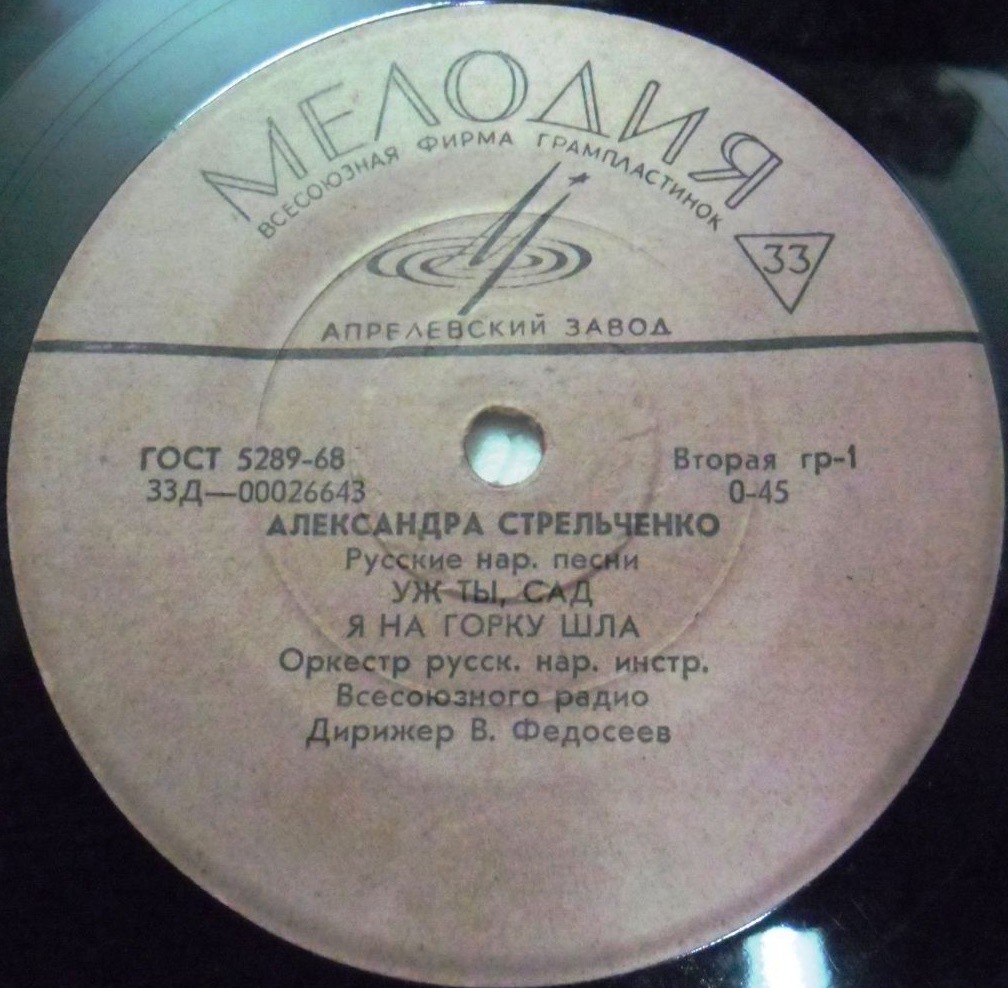 МЕЛОДИЯ
ВСЕСОЮЗНАЯ ФИРМА ГРАМПЛАСТИНОК
33
АПРЕЛЕВСКИЙ ЗАВОД
ГОСТ 5289-68 Вторая гр-1
33Д—00026643 0-45
АЛЕКСАНДРА СТРЕЛЬЧЕНКО
Русские нар. песни
УЖ ТЫ, САД
Я НА ГОРКУ ШЛА
Оркестр русск. нар. инстр.
Всесоюзного радио
Дирижер В. Федосеев